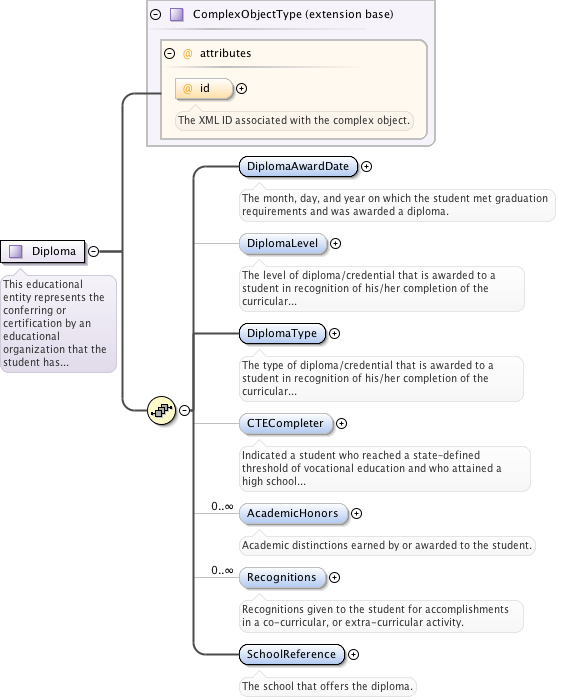 ComplexObjectType (extension base)
@ attributes
@ id
The XML ID associated with the complex object.
DiplomaAwardDate
The month, day, and year on which the student met graduation
requirements and was awarded a diploma.
Diploma
This educational
entity represents the
conferring or
certification by an
educational
organization that the
student has...
DiplomaLevel
The level of diploma/credential that is awarded to a
student in recognition of his/her completion of the
curricular...
DiplomaType
The type of diploma/credential that is awarded to a
student in recognition of his/her completion of the
curricular...
CTECompleter
Indicated a student who reached a state-defined
threshold of vocational education and who attained a
high school...
0..∞
AcademicHonors
Academic distinctions earned by or awarded to the student.
0..∞
Recognitions
Recognitions given to the student for accomplishments
in a co-curricular, or extra-curricular activity.
SchoolReference
The school that offers the diploma.